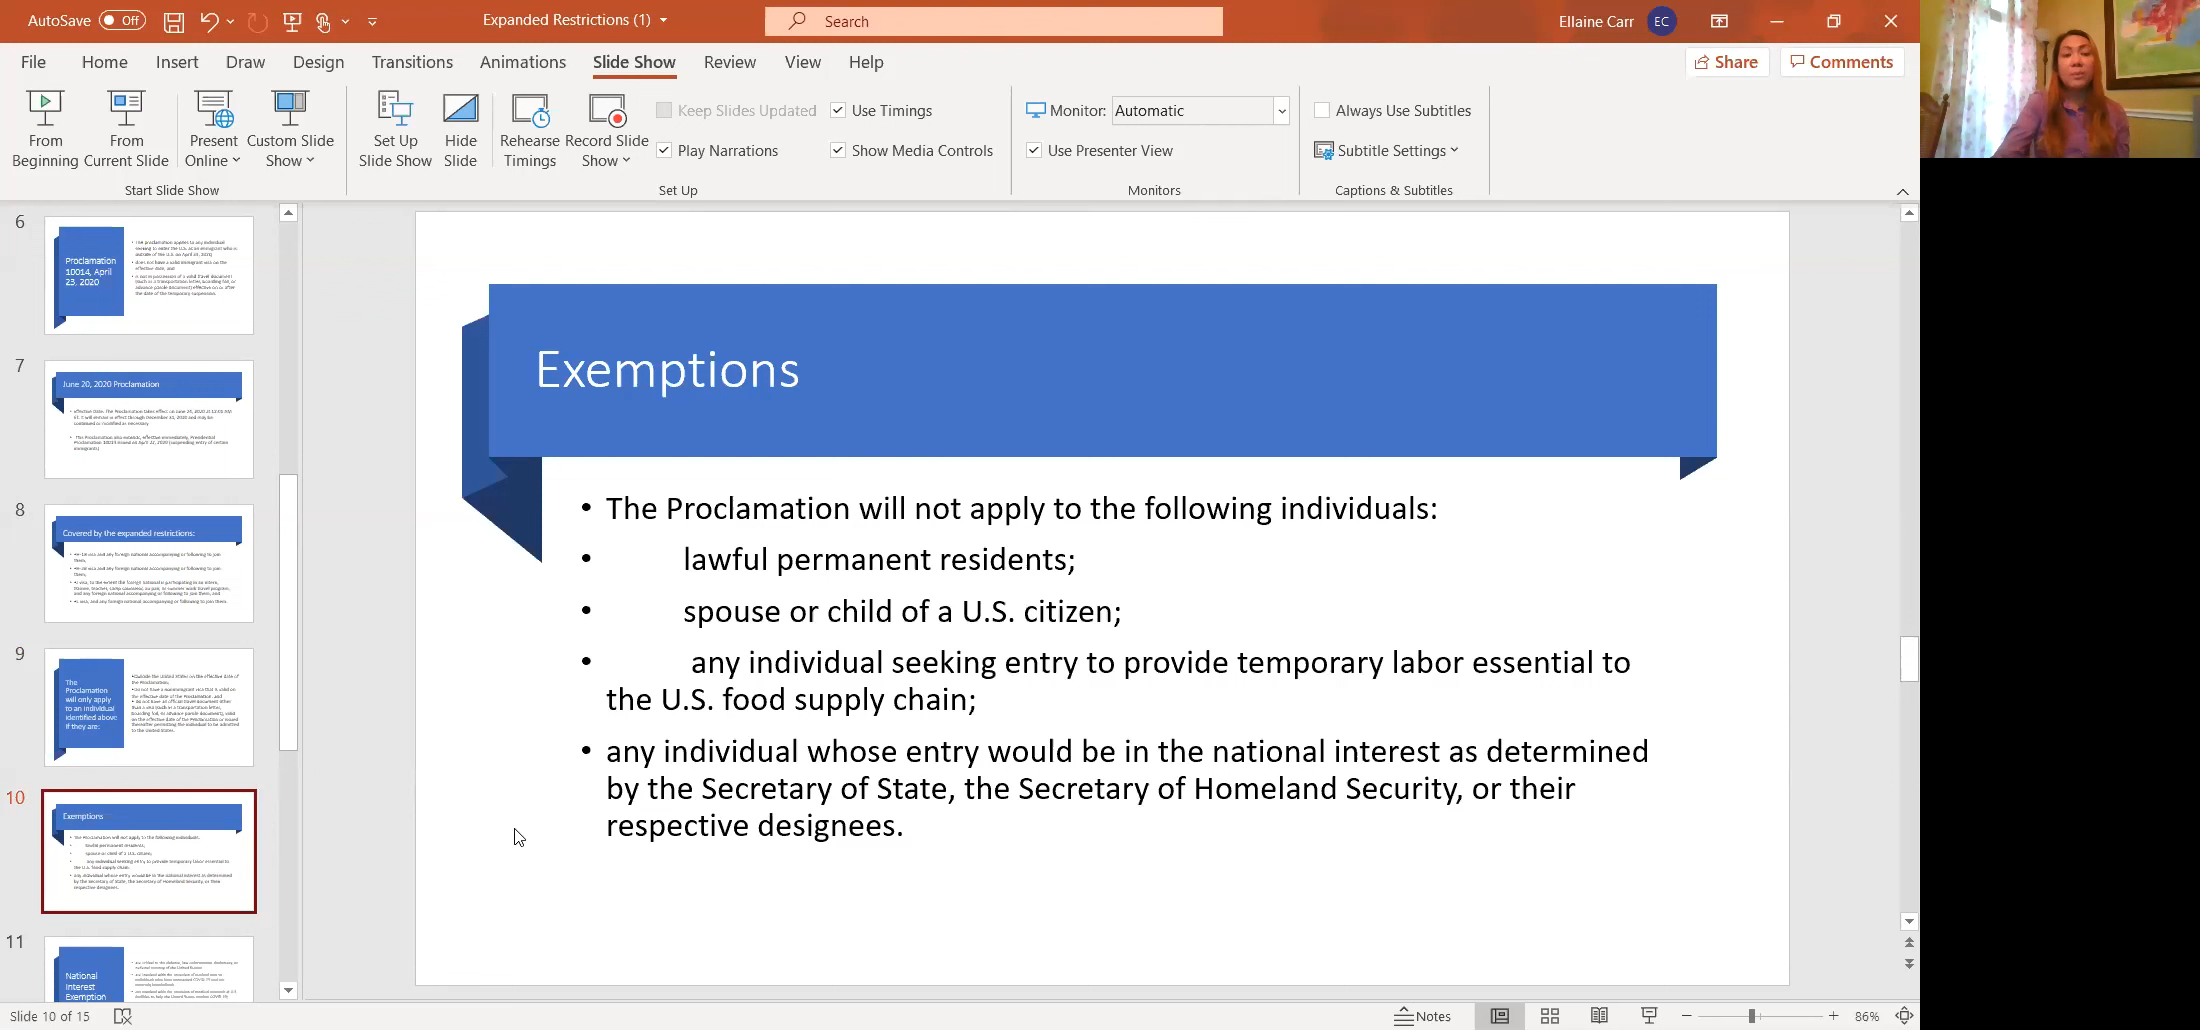 AutoSave Off
Expanded Restrictions (1)
Search
Ellaine Carr
EC
File
Home
Insert
Draw
Design
Transitions
Animations
Slide Show
Review
View
Help
Share
Comments
From
Beginning
From
Current Slide
Present
Online
Custom Slide
Show
Set Up
Slide Show
Hide
Slide
Rehearse
Timings
Record Slide
Show
Keep Slides Updated
Play Narrations
Use Timings
Show Media Controls
Monitor:
Automatic
Use Presenter View
Always Use Subtitles
Subtitle Settings
Start Slide Show
Set Up
Monitors
Captions & Subtitles
6
Proclamation
10014, April
23, 2020
7
June 20, 2020 Proclamation
8
Covered by the expanded restrictions:
9
The
Proclamation
will only apply
to an individual
identified above
if they are:
10
Exemptions
11
National
Interest
Exemption
Exemptions
• The Proclamation will not apply to the following individuals:
• lawful permanent residents;
• spouse or child of a U.S. citizen;
• any individual seeking entry to provide temporary labor essential to
the U.S. food supply chain;
• any individual whose entry would be in the national interest as determined
by the Secretary of State, the Secretary of Homeland Security, or their
respective designees.
Slide 10 of 15
Notes
86%